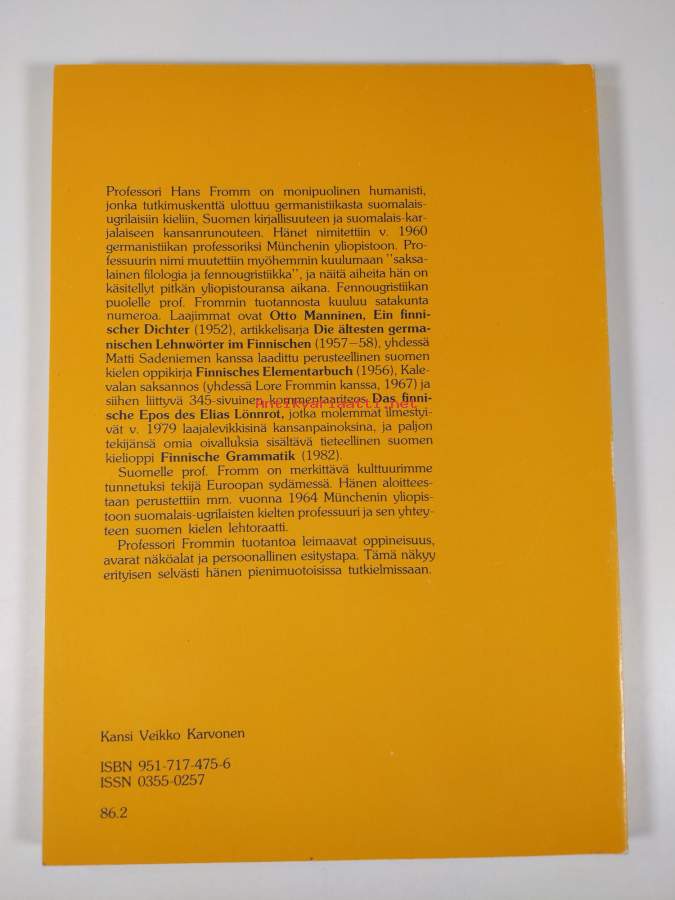 Professori Hans Fromm on monipuolinen humanisti,
jonka tutkimuskenttä ulottuu germanistiikasta suomalais-
ugrilaisiin kieliin, Suomen kirjallisuuteen ja suomalais-kar-
jalaiseen kansanrunouteen. Hänet nimitettiin v. 1960
germanistiikan professoriksi Münchenin yliopistoon. Pro-
fessuurin nimi muutettiin myöhemmin kuulumaan "saksa-
lainen filologia ja fennougristiikka", ja näitä aiheita hän on
käsitellyt pitkän yliopistouransa aikana. Fennougristiikan
puolelle prof. Frommin tuotannosta kuuluu satakunta
numeroa. Laajimmat ovat Otto Manninen, Ein finni-
scher Dichter (1952), artikkelisarja Die ältesten germa-
nischen Lehnwörter im Finnischen (1957—58), yhdessä
Matti Sadeniemen kanssa laadittu perusteellinen suomen
kielen oppikirja Finnisches Elementarbuch (1956), Kale-
valan saksannos (yhdessä Lore Frommin kanssa, 1967) ja
siihen liittyvä 345-sivuinen kommentaariteos Das finni-
Antikvariaatti.net
sche Epos des Elias Lönnrot, jotka molemmat ilmestyi-
vät v. 1979 laajalevikkisinä kansanpainoksina, ja paljon
tekijänsä omia oivalluksia sisältävä tieteellinen suomen
kielioppi Finnische Grammatik (1982).
Suomelle prof. Fromm on merkittävä kulttuurimme
tunnetuksi tekijä Euroopan sydämessä. Hänen aloittees-
taan perustettiin mm. vuonna 1964 Münchenin yliopis-
toon suomalais-ugrilaisten kielten professuuri ja sen yhtey-
teen suomen kielen lehtoraatti.
Professori Frommin tuotantoa leimaavat oppineisuus,
avarat näköalat ja persoonallinen esitystapa. Tämä näkyy
erityisen selvästi hänen pienimuotoisissa tutkielmissaan.
Kansi Veikko Karvonen
ISBN 951-717-475-6
ISSN 0355-0257
86.2